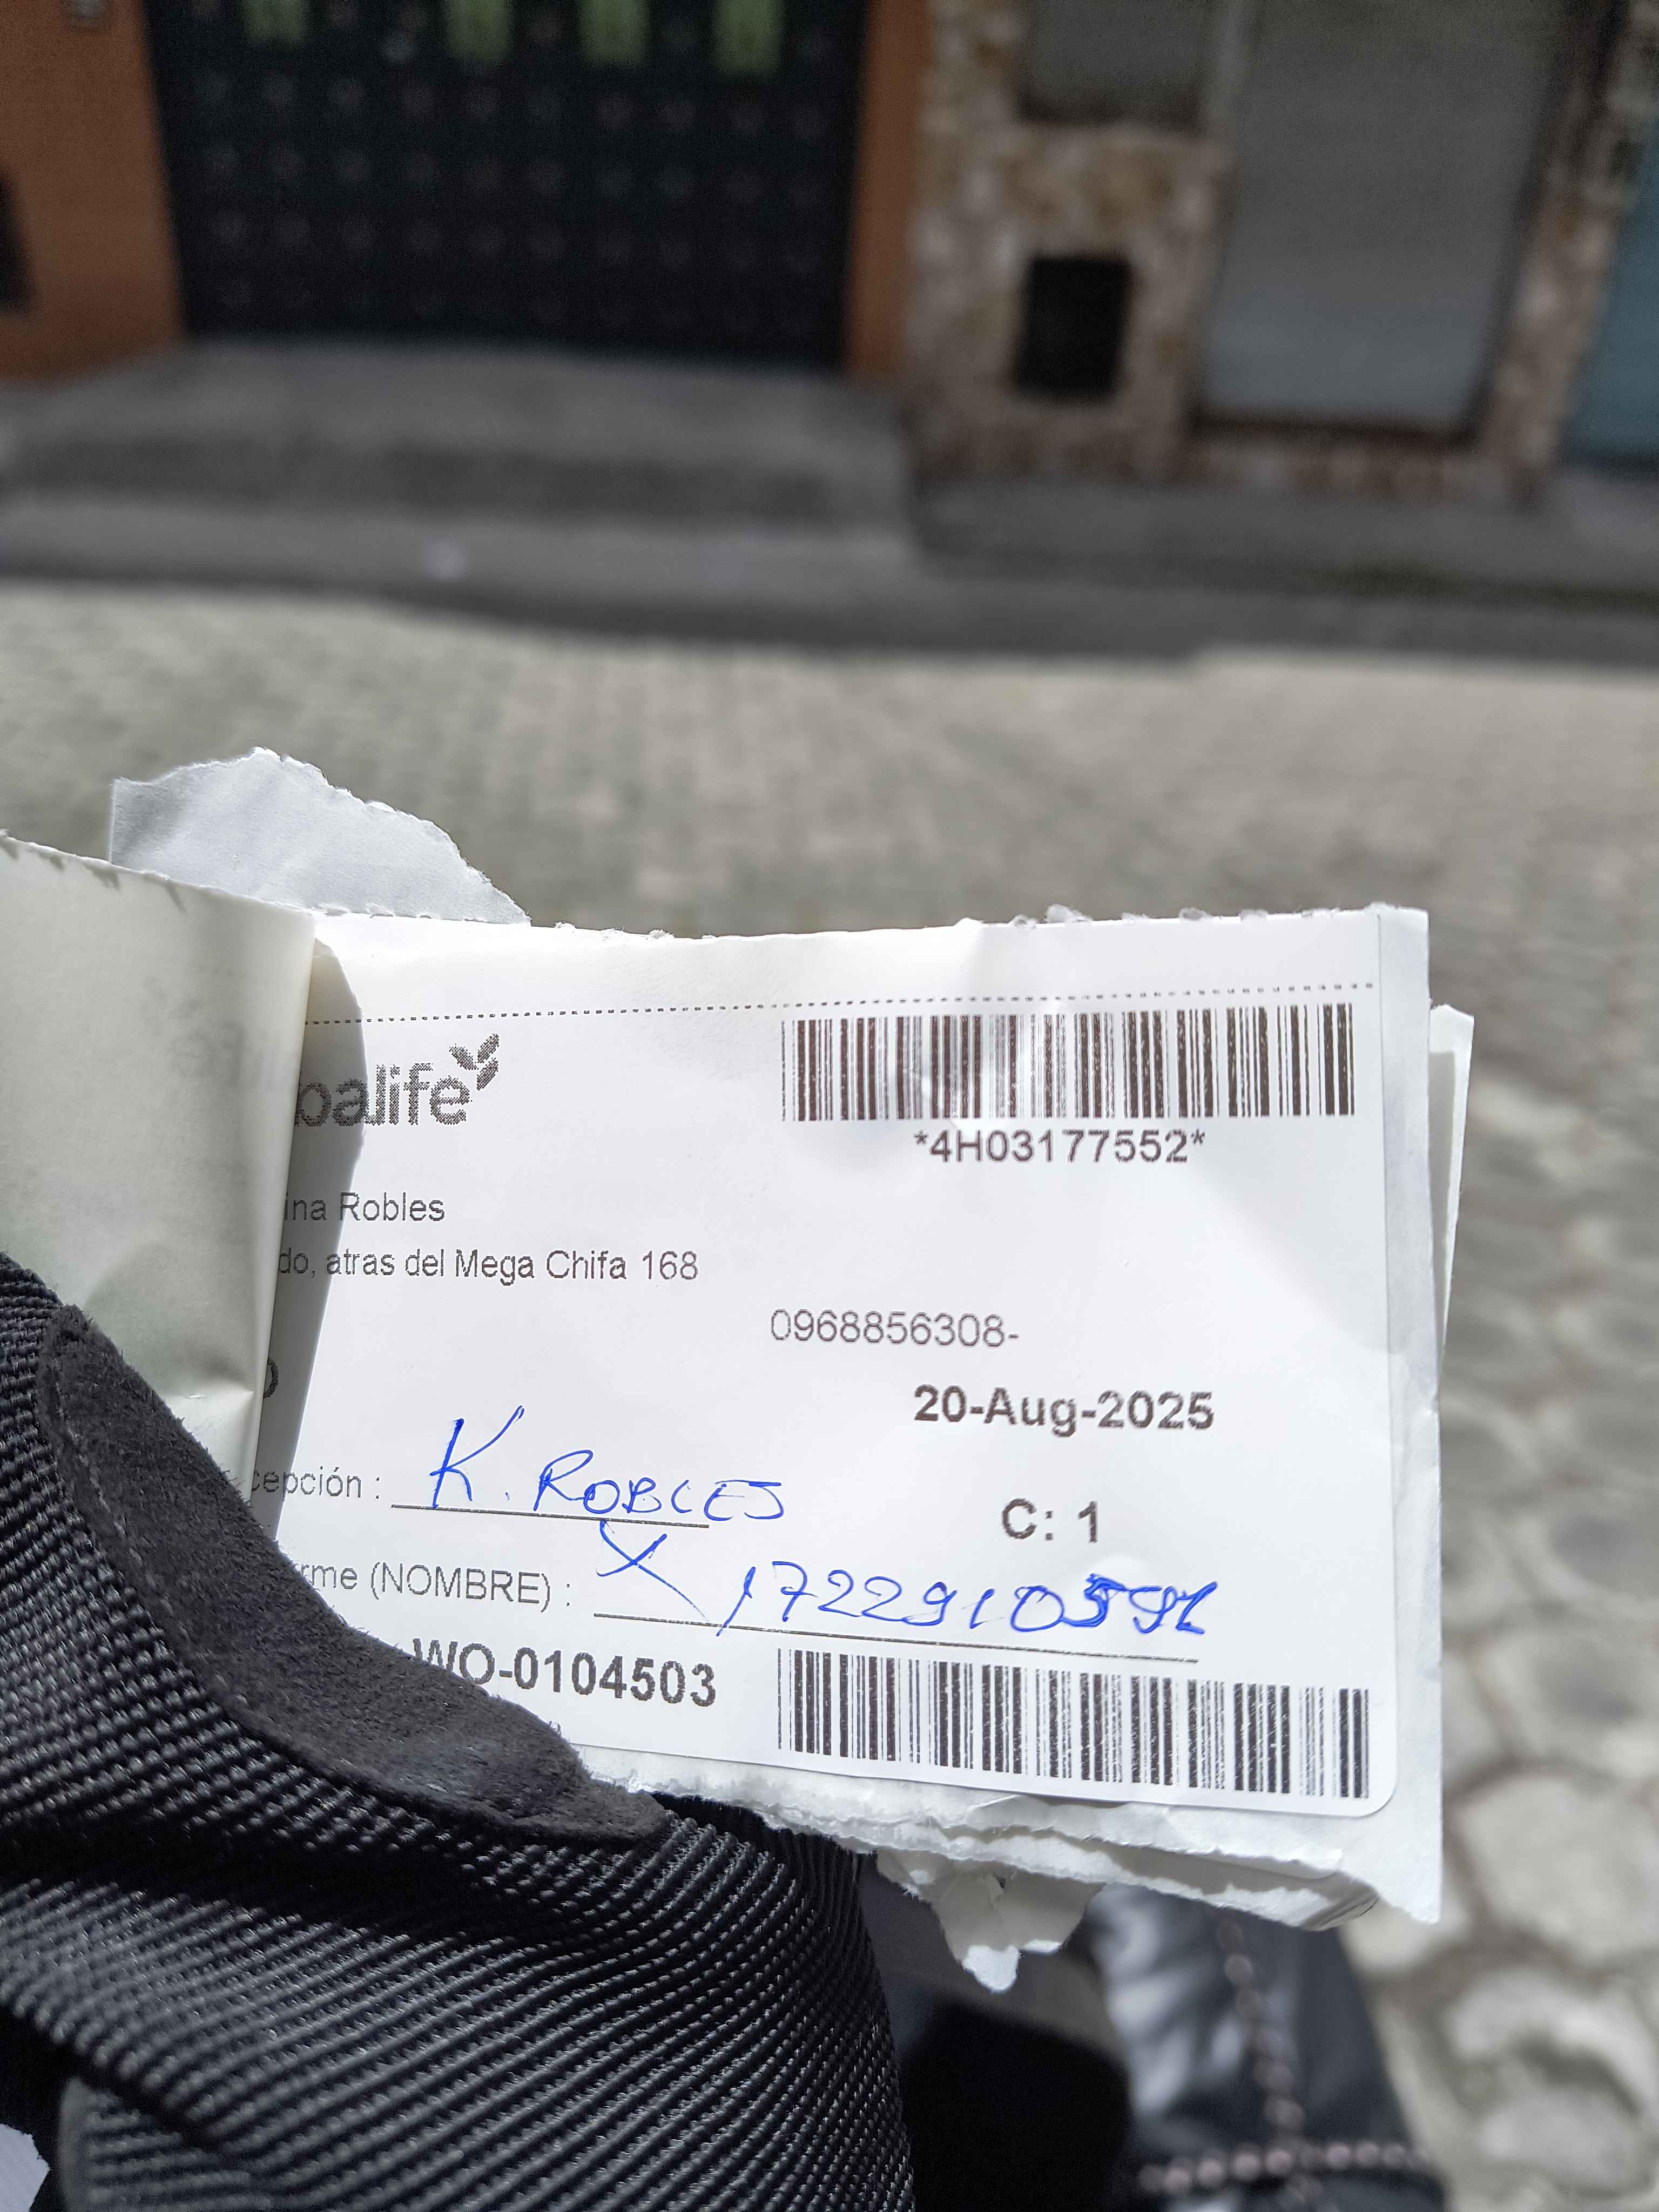 balife
*4H03177552*
ina Robles
do, atras del Mega Chifa 168
0968856308-
20-Aug-2025
cepción : K. ROBLES
C: 1
rme (NOMBRE) :
WO-0104503